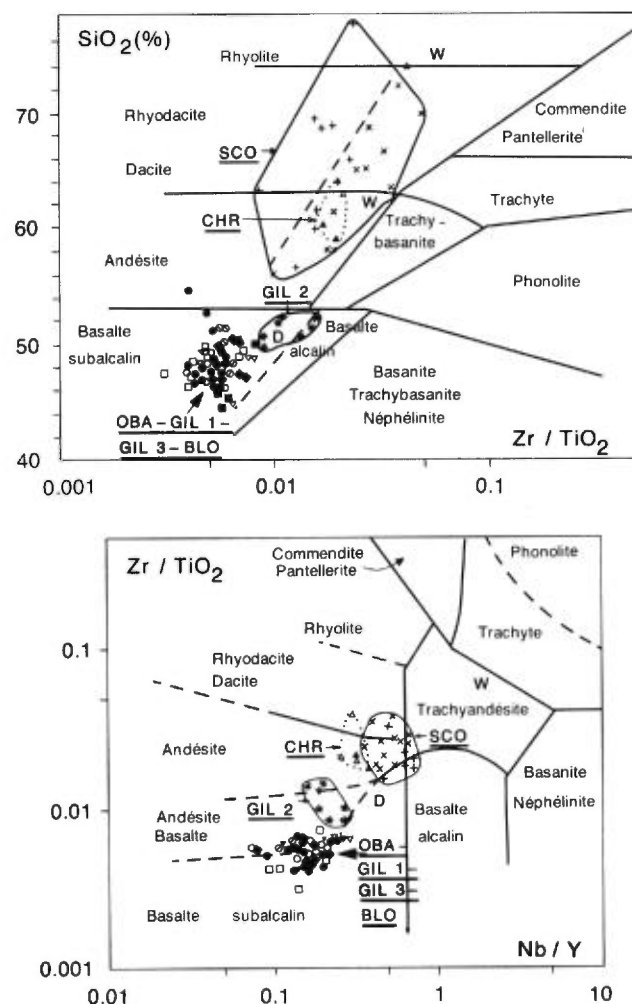 SiO2(%)
Rhyolite
W
70
Rhyodacite
Commendite
Pantellerite
SCO
Dacite
Trachyte
60
W
CHR
Trachy-
basanite
Andésite
Phonolite
GIL 2
Basalte
subalcalin
D
Basalte
alcalin
50
Basanite
Trachybasanite
Néphélinite
OBA–GIL 1–
GIL 3–BLO
40
0.001
0.01
0.1
Zr / TiO2
Zr / TiO2
Commendite
Pantellerite
Phonolite
Rhyolite
Trachyte
0.1
Rhyodacite
Dacite
W
Trachyandésite
Andésite
CHR
SCO
Basanite
Néphélinite
GIL 2
D
0.01
Andésite
Basalte
Basalte
alcalin
OBA
GIL 1
GIL 3
Basalte subalcalin
BLO
0.001
Nb / Y
0.01
0.1
1
10